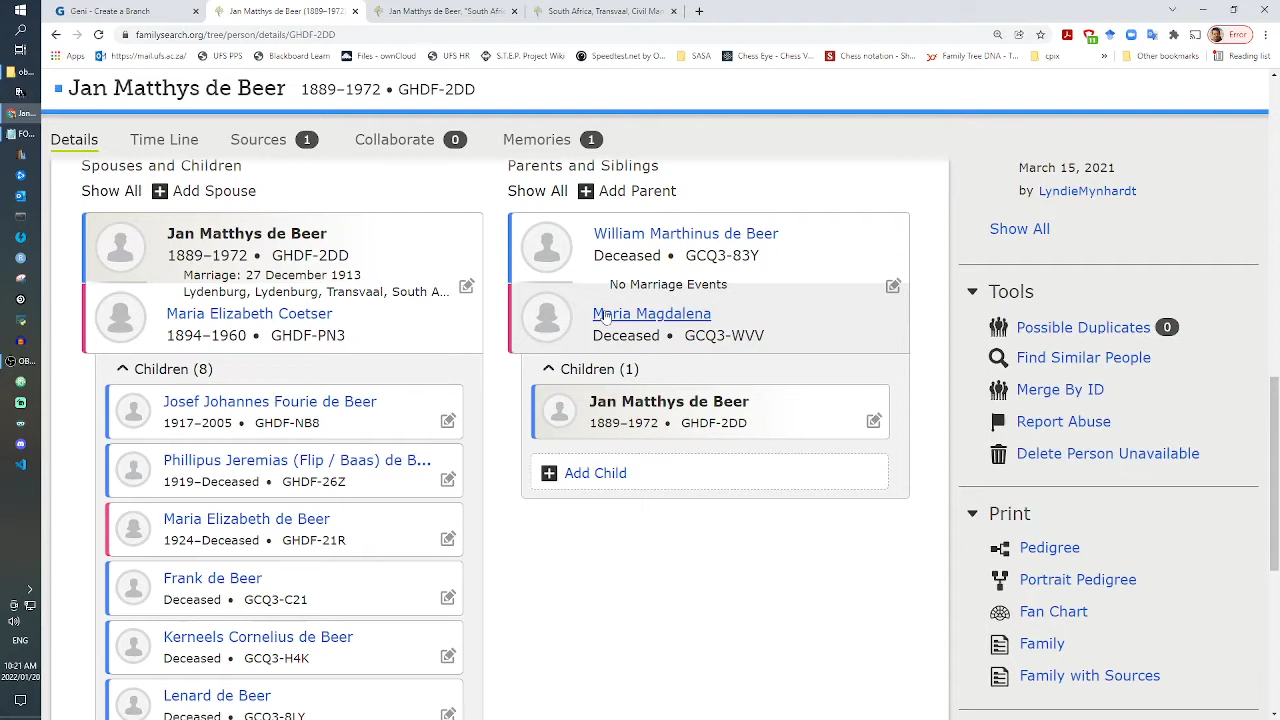 Geni - Create a Branch
Jan Matthys de Beer (1889–1972)
Jan Matthys de Beer, "South Afric
South Africa, Transvaal, Civil Mar
familysearch.org/tree/person/details/GHDF-2DD
Error
Apps
https://mail.ufs.ac.za/
UFS PPS
Blackboard Learn
Files - ownCloud
UFS HR
S.T.E.P. Project Wiki
Speedtest.net by O...
SASA
Chess Eye - Chess V...
Chess notation - Sh...
Family Tree DNA - T...
cpix
Other bookmarks
Reading list
Jan Matthys de Beer 1889–1972 • GHDF-2DD
Details
Time Line
Sources 1
Collaborate 0
Memories 1
Spouses and Children
Show All
Add Spouse
Jan Matthys de Beer
1889–1972 • GHDF-2DD
Marriage: 27 December 1913
Lydenburg, Lydenburg, Transvaal, South A...
Maria Elizabeth Coetser
1894–1960 • GHDF-PN3
Children (8)
Josef Johannes Fourie de Beer
1917–2005 • GHDF-NB8
Phillipus Jeremias (Flip / Baas) de B...
1919–Deceased • GHDF-26Z
Maria Elizabeth de Beer
1924–Deceased • GHDF-21R
Frank de Beer
Deceased • GCQ3-C21
Kerneels Cornelius de Beer
Deceased • GCQ3-H4K
Lenard de Beer
Deceased • GCQ3-8LY
Parents and Siblings
Show All
Add Parent
William Marthinus de Beer
Deceased • GCQ3-83Y
No Marriage Events
Maria Magdalena
Deceased • GCQ3-WVV
Children (1)
Jan Matthys de Beer
1889–1972 • GHDF-2DD
Add Child
March 15, 2021
by LyndieMynhardt
Show All
Tools
Possible Duplicates 0
Find Similar People
Merge By ID
Report Abuse
Delete Person Unavailable
Print
Pedigree
Portrait Pedigree
Fan Chart
Family
Family with Sources
ENG
10:21 AM